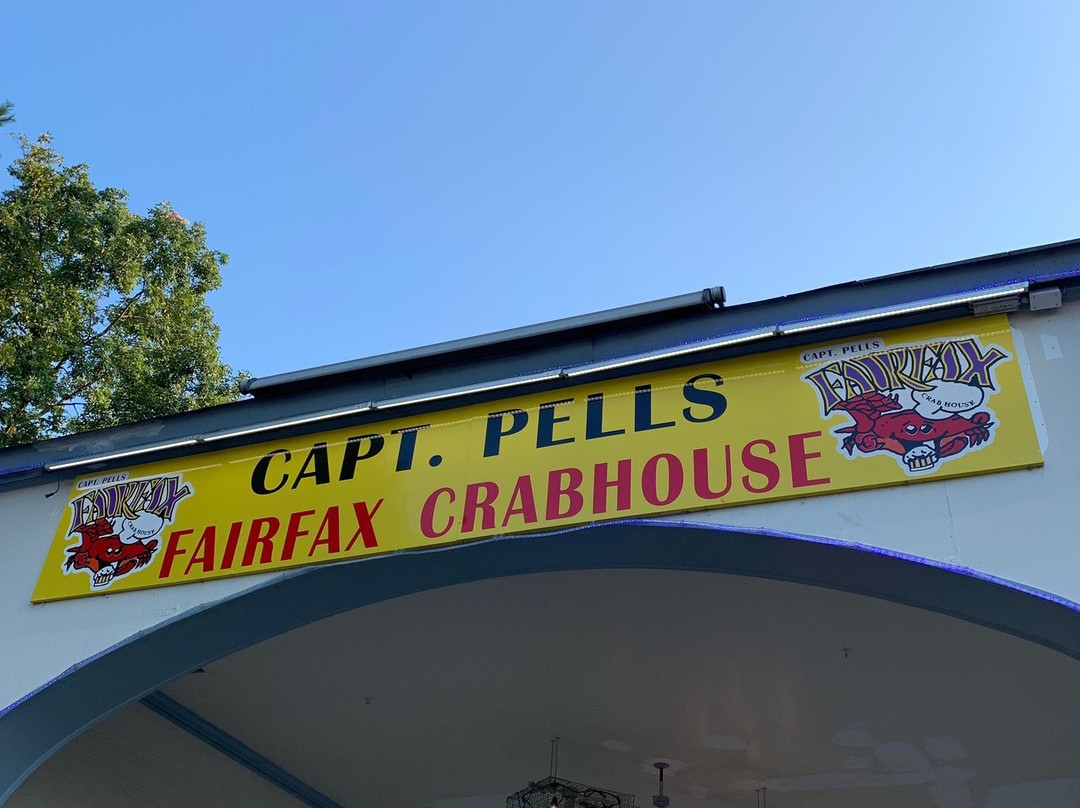 CAPT. PELLS
FAIRFAX CRABHOUSE
CAPT. PELLS
FAIRFAX
CRAB HOUSE
CAPT. PELLS
FAIRFAX
CRAB HOUSE